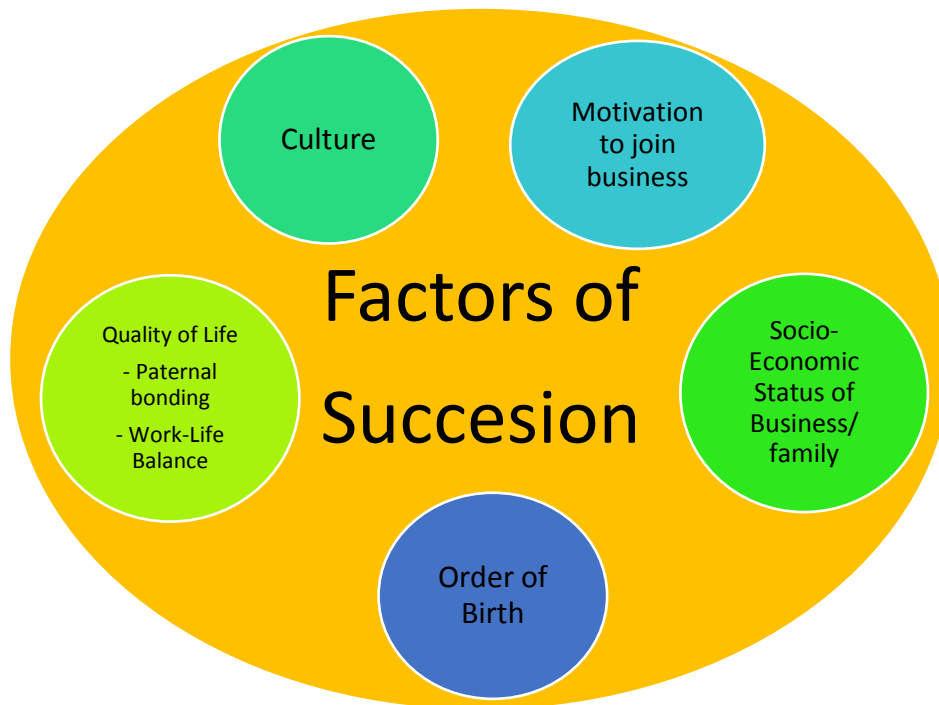 Culture
Motivation
to join
business
Factors of
Succesion
Quality of Life
- Paternal
bonding
- Work-Life
Balance
Socio-
Economic
Status of
Business/
family
Order of
Birth